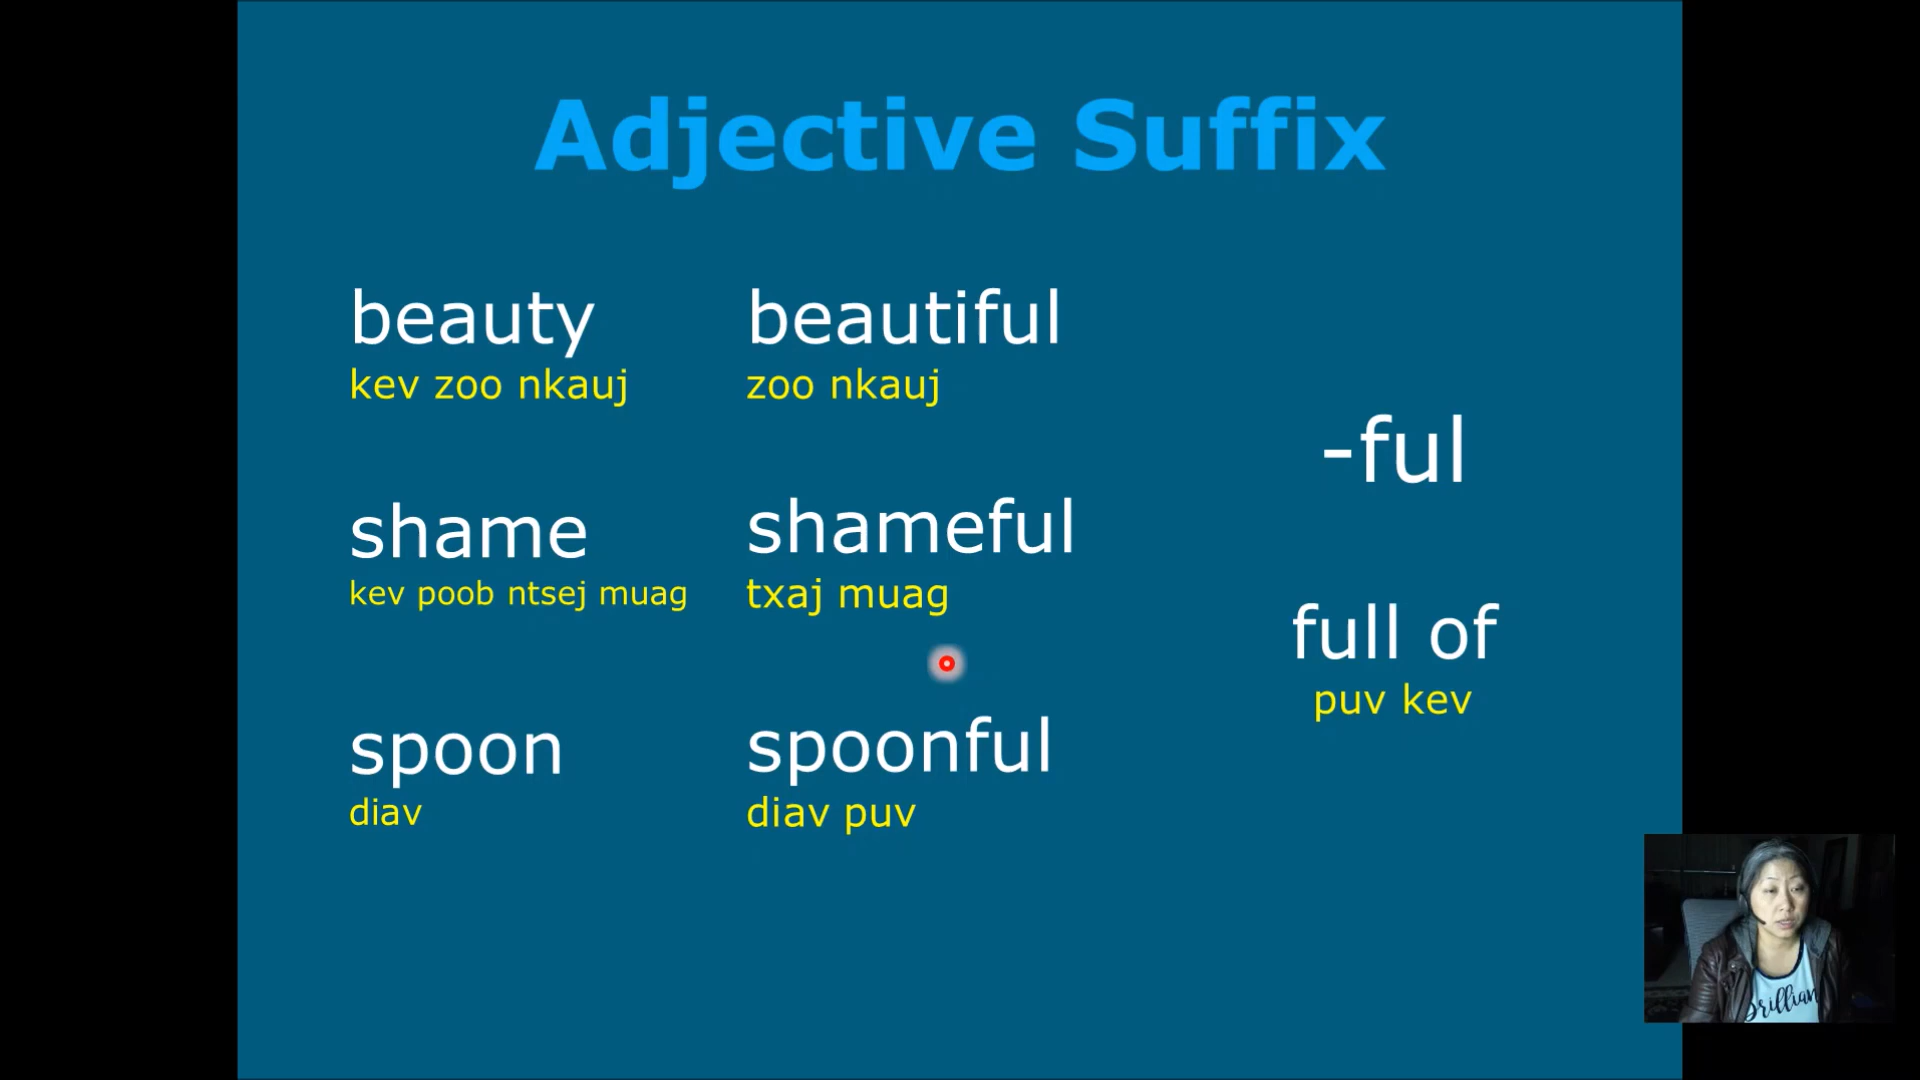 Adjective Suffix
beauty
kev zoo nkauj
beautiful
zoo nkauj
shame
kev poob ntsej muag
shameful
txaj muag
spoon
diav
spoonful
diav puv
-ful
full of
puv kev